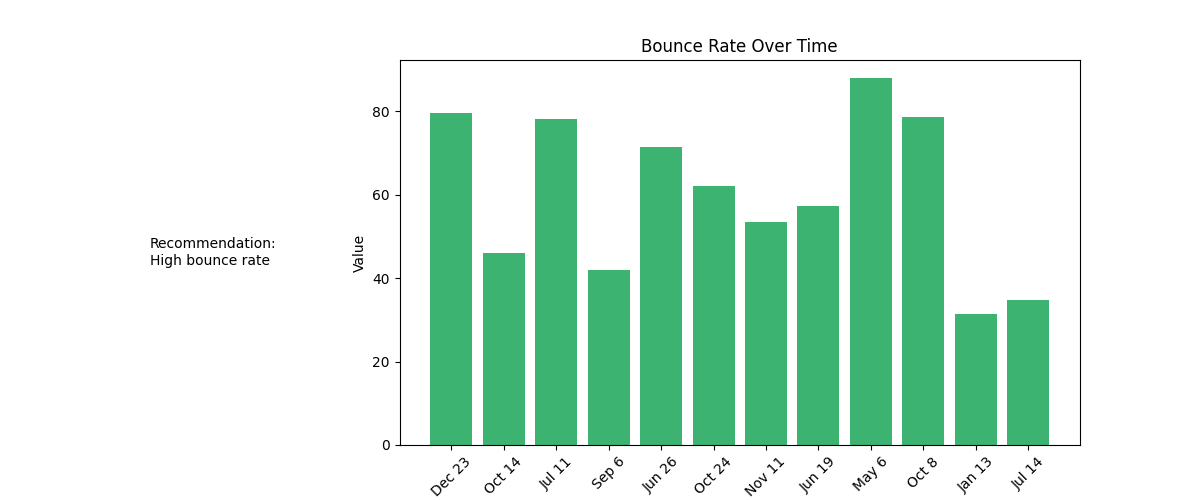 Bounce Rate Over Time
Recommendation:
High bounce rate
Value
80
60
40
20
0
Dec 23
Oct 14
Jul 11
Sep 6
Jun 26
Oct 24
Nov 11
Jun 19
May 6
Oct 8
Jan 13
Jul 14